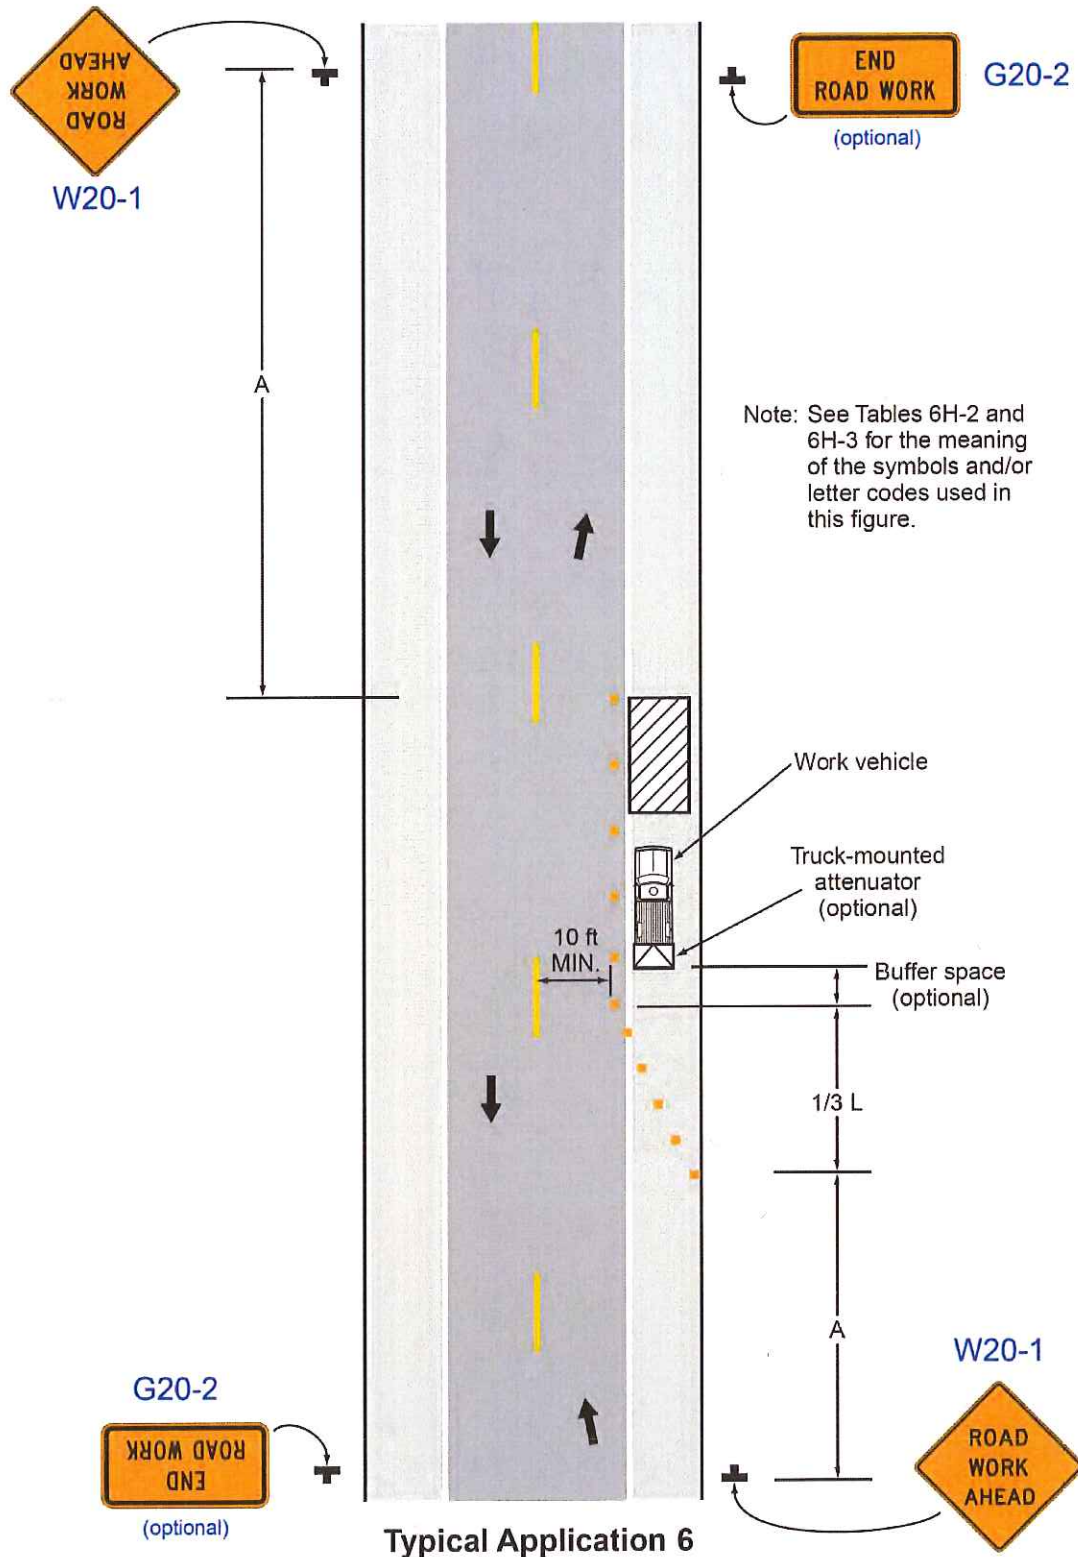 ROAD
WORK
AHEAD
W20-1
END
ROAD WORK
G20-2
(optional)
A
Note: See Tables 6H-2 and
6H-3 for the meaning
of the symbols and/or
letter codes used in
this figure.
Work vehicle
Truck-mounted
attenuator
(optional)
10 ft
MIN.
Buffer space
(optional)
1/3 L
A
W20-1
ROAD
WORK
AHEAD
G20-2
END
ROAD WORK
(optional)
Typical Application 6